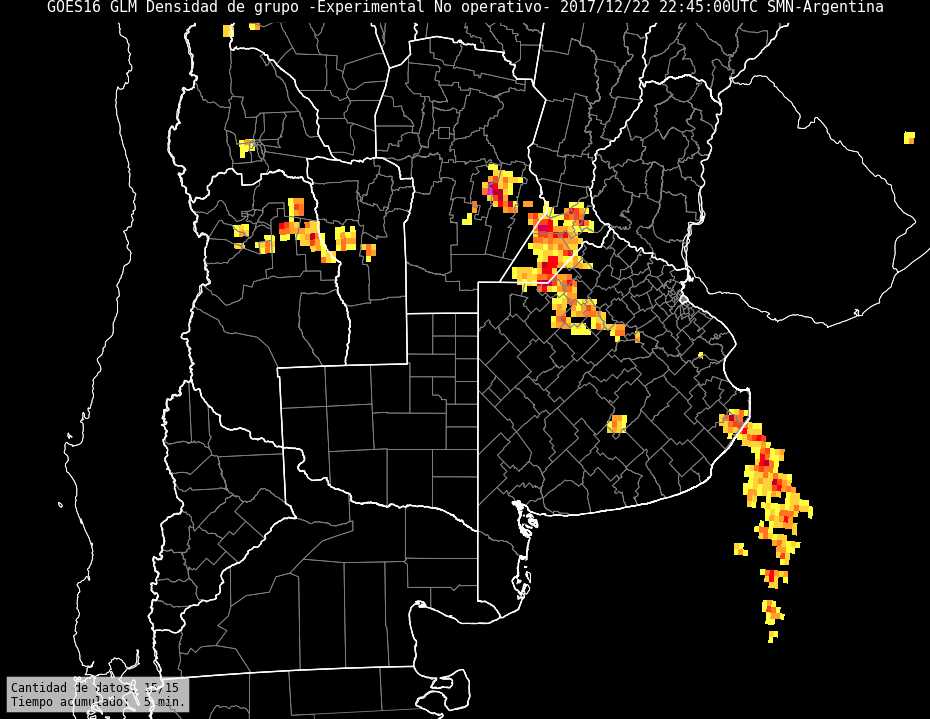 GOES16 GLM Densidad de grupo -Experimental No operativo- 2017/12/22 22:45:00UTC SMN-Argentina
Cantidad de datos: 15/15
Tiempo acumulado:  5 min.